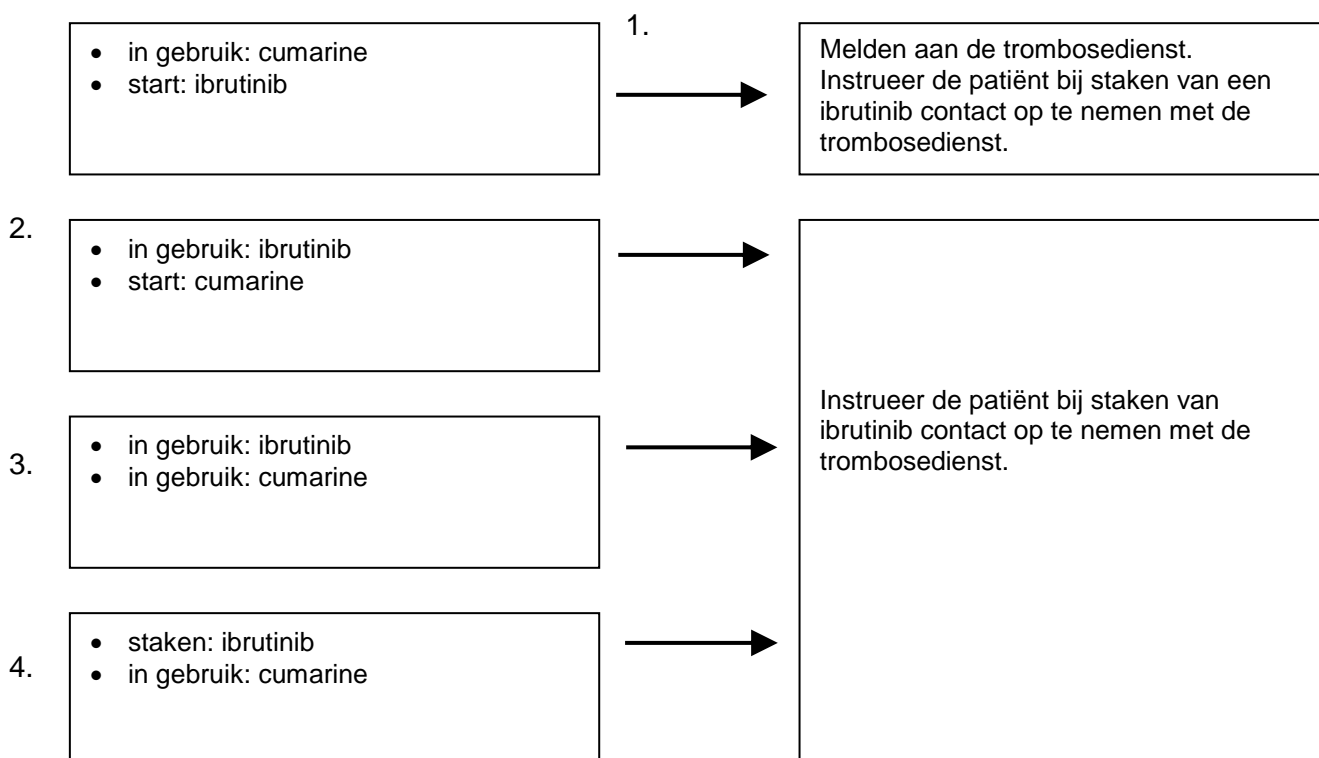 1.
• in gebruik: cumarine
• start: ibrutinib
Melden aan de trombosedienst.
Instrueer de patiënt bij staken van een
ibrutinib contact op te nemen met de
trombosedienst.
2.
• in gebruik: ibrutinib
• start: cumarine
3.
• in gebruik: ibrutinib
• in gebruik: cumarine
Instrueer de patiënt bij staken van
ibrutinib contact op te nemen met de
trombosedienst.
4.
• staken: ibrutinib
• in gebruik: cumarine